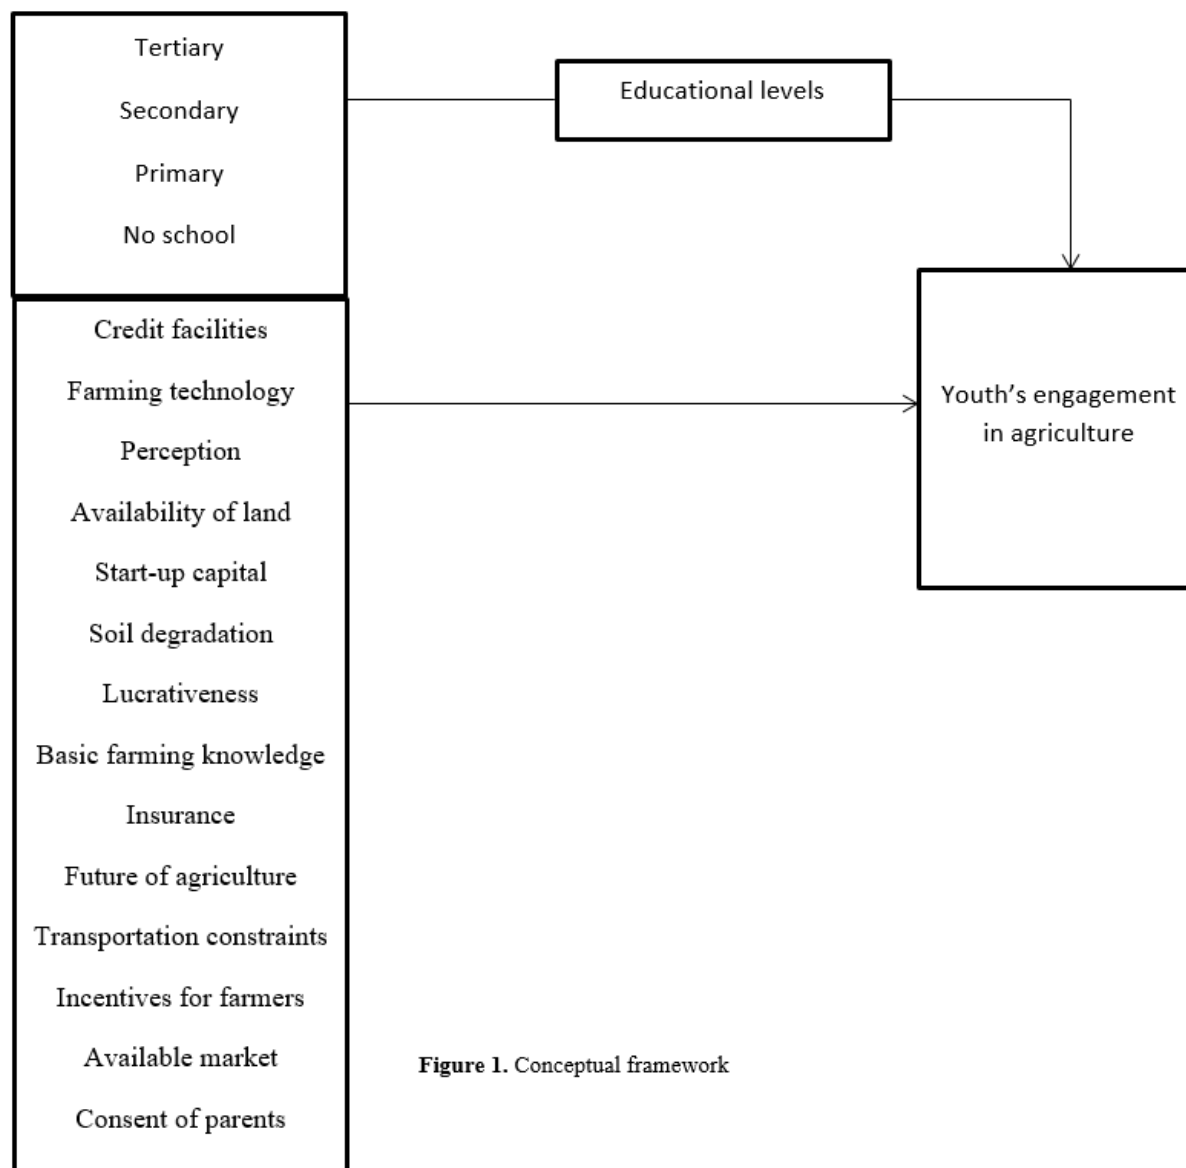 Tertiary
Secondary
Primary
No school
Educational levels
Credit facilities
Farming technology
Perception
Availability of land
Start-up capital
Soil degradation
Lucrativeness
Basic farming knowledge
Insurance
Future of agriculture
Transportation constraints
Incentives for farmers
Available market
Consent of parents
Youth’s engagement
in agriculture
Figure 1. Conceptual framework